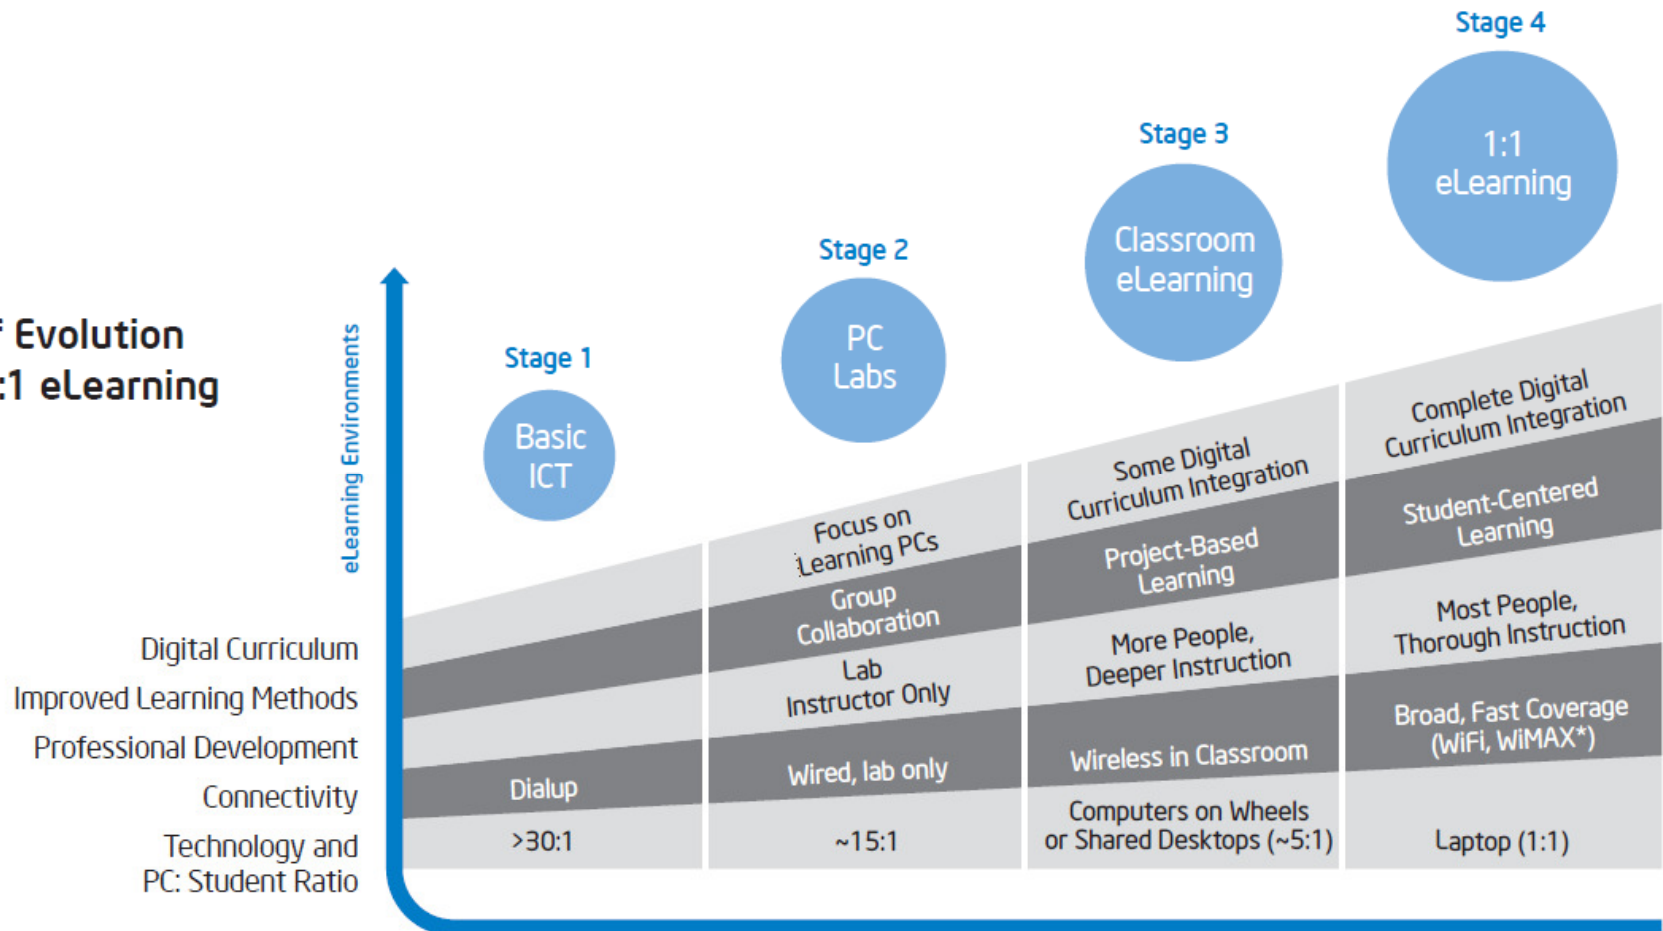 Stage 4
1:1
eLearning
Stage 3
Classroom
eLearning
Stage 2
PC
Labs
Stage 1
Basic
ICT
Evolution
:1 eLearning
eLearning Environments
Digital Curriculum
Focus on
Learning PCs
Some Digital
Curriculum Integration
Complete Digital
Curriculum Integration
Improved Learning Methods
Group
Collaboration
Project-Based
Learning
Student-Centered
Learning
Professional Development
Lab
Instructor Only
More People,
Deeper Instruction
Most People,
Thorough Instruction
Connectivity
Dialup
Wired, lab only
Wireless in Classroom
Broad, Fast Coverage
(WiFi, WiMAX*)
Technology and
PC: Student Ratio
>30:1
~15:1
Computers on Wheels
or Shared Desktops (~5:1)
Laptop (1:1)